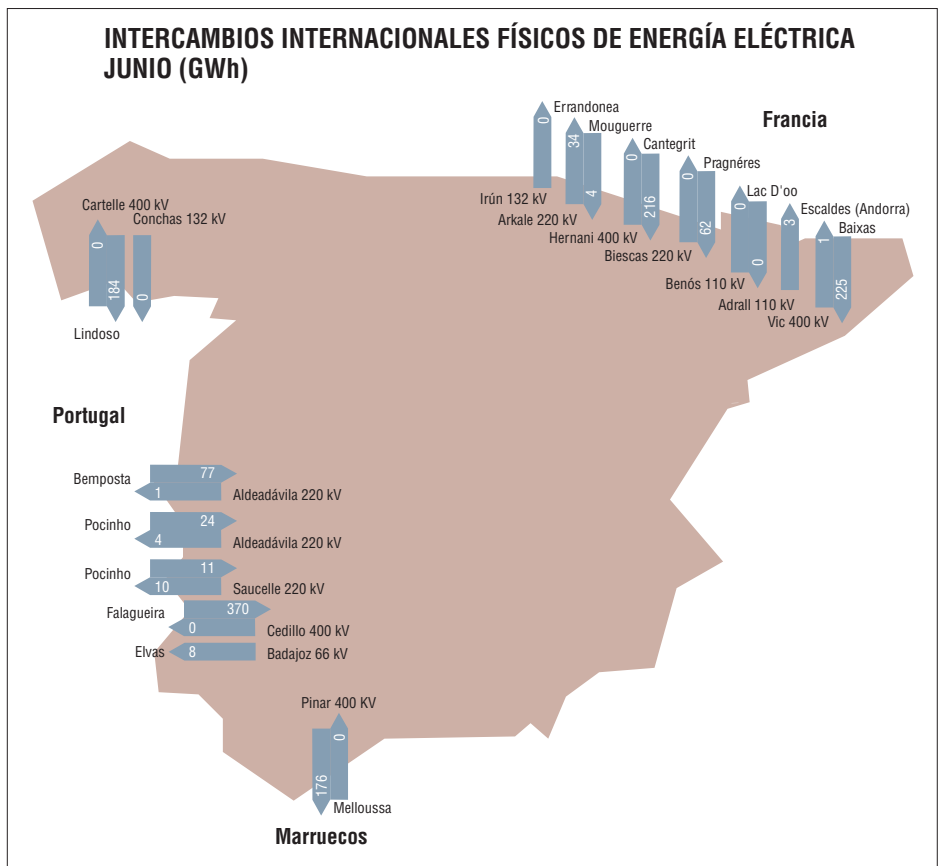 INTERCAMBIOS INTERNACIONALES FÍSICOS DE ENERGÍA ELÉCTRICA
JUNIO (GWh)
Francia
Errandonea
0
Irún 132 kV
Mouguerre
34
4
Arkale 220 kV
Cantegrit
0
216
Hernani 400 kV
Pragnéres
0
62
Biescas 220 kV
Lac D'oo
0
0
Benós 110 kV
Escaldes (Andorra)
3
Adrall 110 kV
Baixas
1
225
Vic 400 kV
Cartelle 400 kV
Conchas 132 kV
0
184
0
Lindoso
Portugal
Bemposta
77
1
Aldeadávila 220 kV
Pocinho
24
4
Aldeadávila 220 kV
Pocinho
11
10
Saucelle 220 kV
Falagueira
370
0
Cedillo 400 kV
Elvas
8
Badajoz 66 kV
Pinar 400 KV
176
0
Melloussa
Marruecos